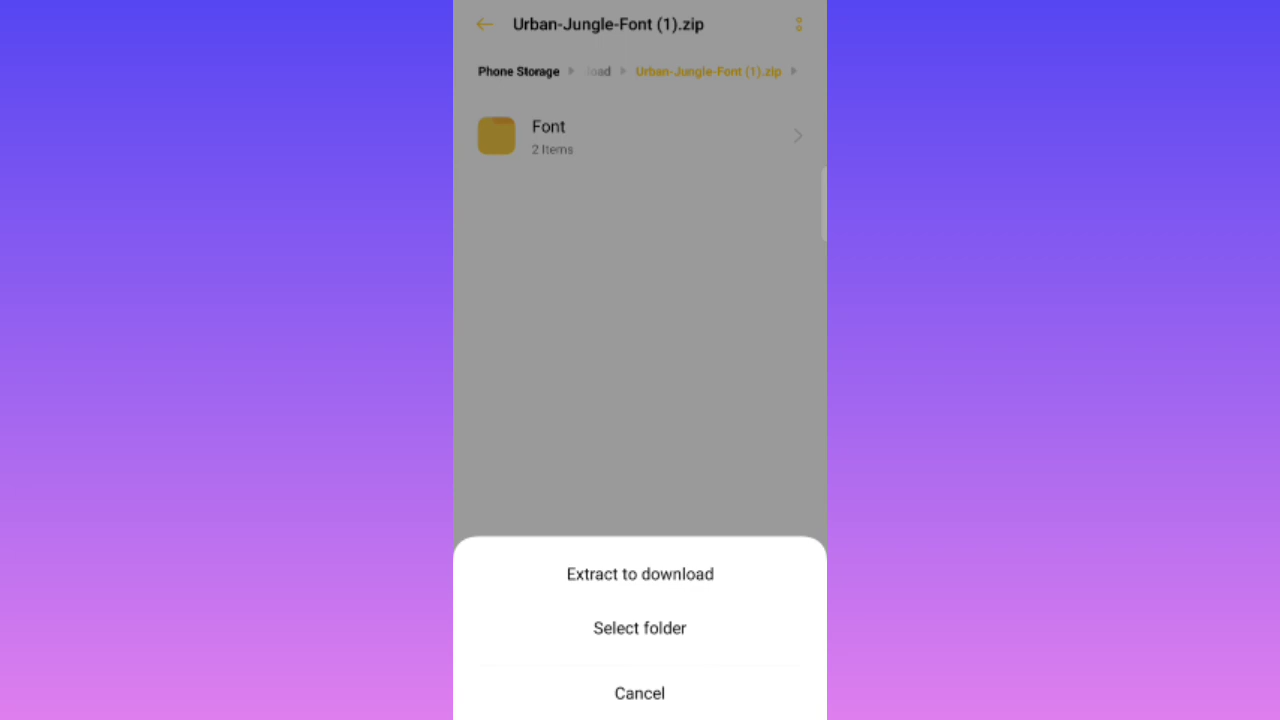 Urban-Jungle-Font (1).zip
Phone Storage load Urban-Jungle-Font (1).zip
Font
2 Items
Extract to download
Select folder
Cancel